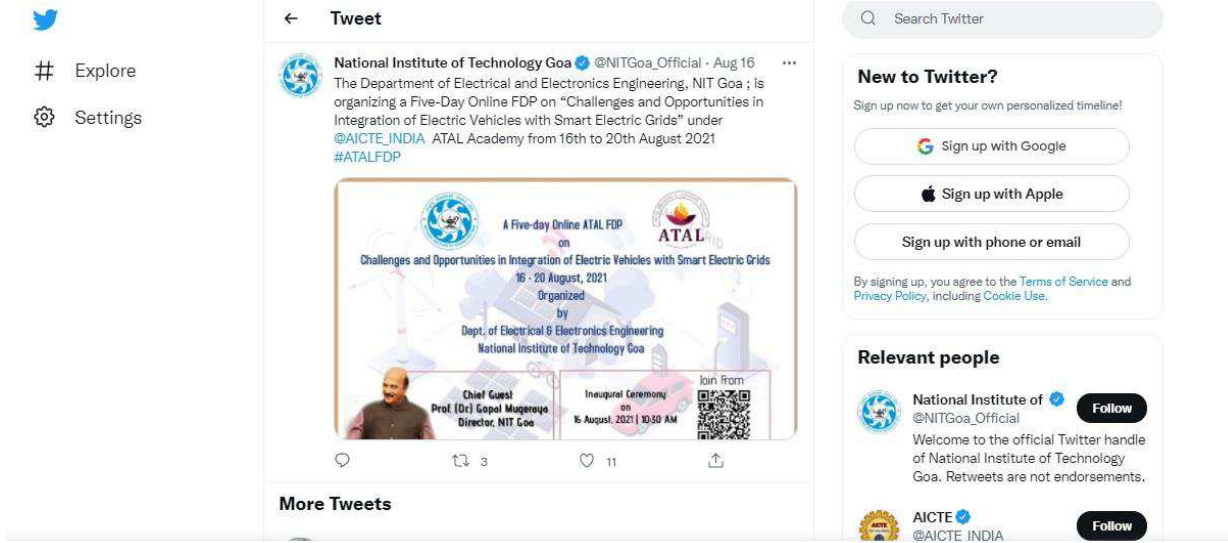 Explore
Settings
Tweet
National Institute of Technology Goa @NITGoa_Official · Aug 16
The Department of Electrical and Electronics Engineering, NIT Goa ; is
organizing a Five-Day Online FDP on “Challenges and Opportunities in
Integration of Electric Vehicles with Smart Electric Grids” under
@AICTE_INDIA ATAL Academy from 16th to 20th August 2021
#ATALFDP
A Five-day Online ATAL FDP
on
ATAL
Challenges and Opportunities in Integration of Electric Vehicles with Smart Electric Grids
16 - 20 August, 2021
Organized
by
Dept. of Electrical & Electronics Engineering
National Institute of Technology Goa
Chief Guest
Prof. (Dr.) Gopal Mugeraya
Director, NIT Goa
Inaugural Ceremony
on
16 August, 2021 | 10:30 AM
Join From
3
11
More Tweets
Search Twitter
New to Twitter?
Sign up now to get your own personalized timeline!
Sign up with Google
Sign up with Apple
Sign up with phone or email
By signing up, you agree to the Terms of Service and
Privacy Policy, including Cookie Use.
Relevant people
National Institute of
@NITGoa_Official
Follow
Welcome to the official Twitter handle
of National Institute of Technology
Goa. Retweets are not endorsements.
AICTE
@AICTE_INDIA
Follow